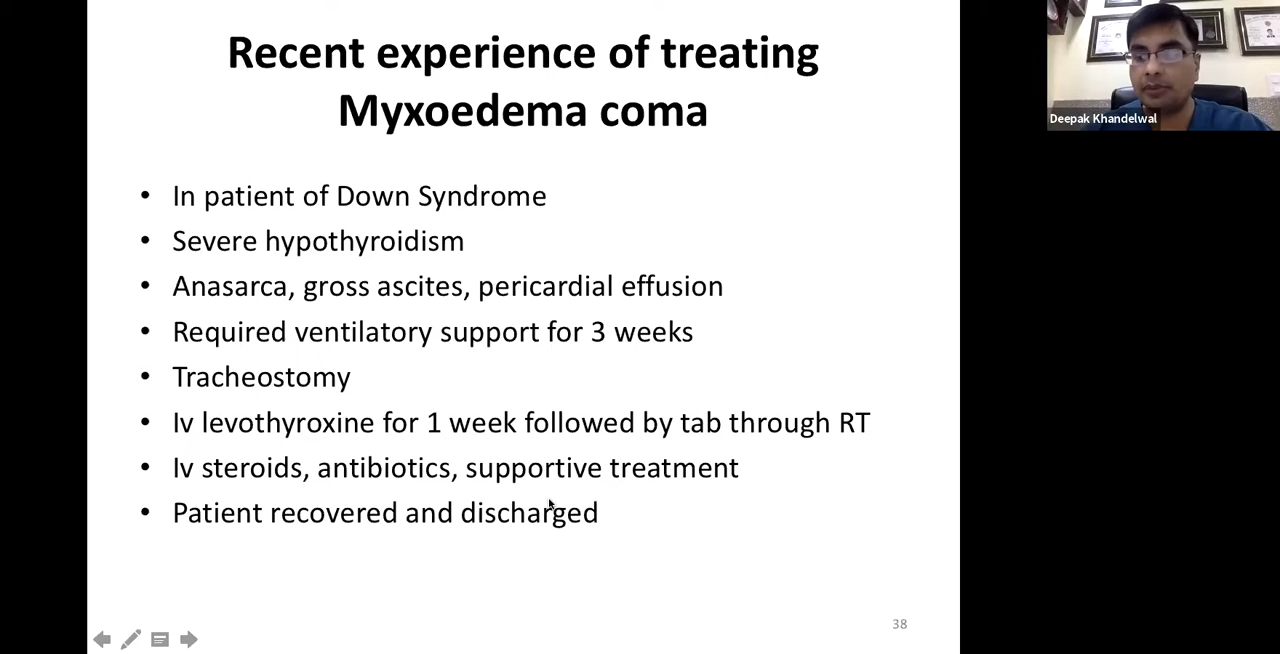 Recent experience of treating
Myxoedema coma
• In patient of Down Syndrome
• Severe hypothyroidism
• Anasarca, gross ascites, pericardial effusion
• Required ventilatory support for 3 weeks
• Tracheostomy
• Iv levothyroxine for 1 week followed by tab through RT
• Iv steroids, antibiotics, supportive treatment
• Patient recovered and discharged
38
Deepak Khandelwal